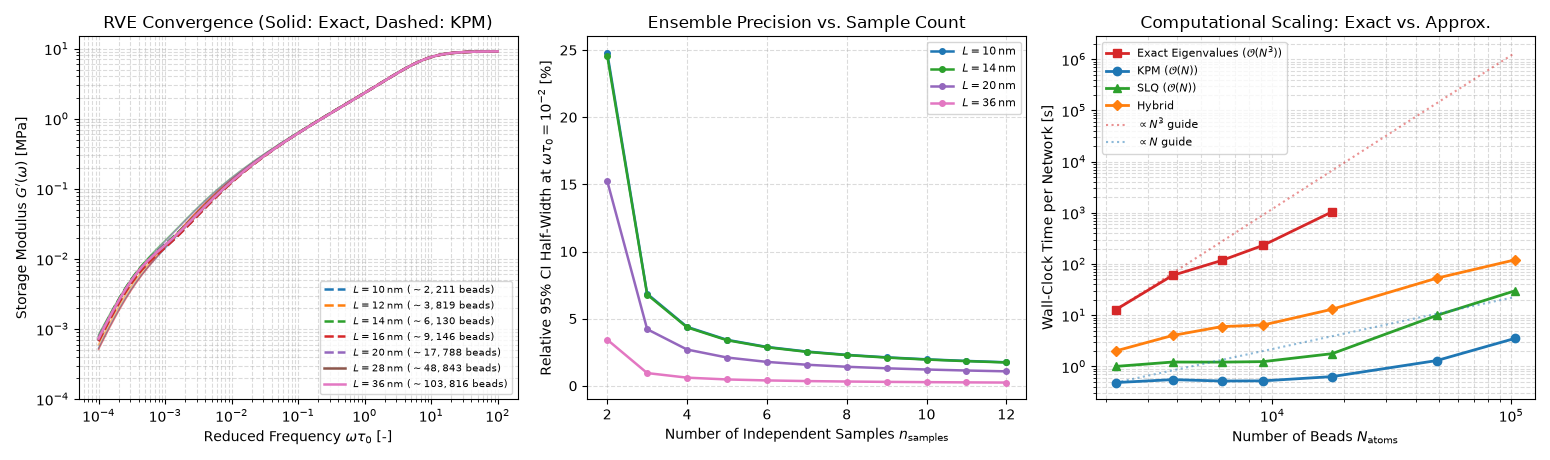 RVE Convergence (Solid: Exact, Dashed: KPM)
10¹
10⁰
10⁻¹
10⁻²
10⁻³
10⁻⁴
Storage Modulus G′(ω) [MPa]
L = 10 nm (∼2, 211 beads)
L = 12 nm (∼3, 819 beads)
L = 14 nm (∼6, 130 beads)
L = 16 nm (∼9, 146 beads)
L = 20 nm (∼17, 788 beads)
L = 28 nm (∼48, 843 beads)
L = 36 nm (∼103, 816 beads)
10⁻⁴ 10⁻³ 10⁻² 10⁻¹ 10⁰ 10¹ 10²
Reduced Frequency ωτ₀ [-]
Ensemble Precision vs. Sample Count
25
20
15
10
5
0
Relative 95% CI Half-Width at ωτ₀ = 10⁻² [%]
L = 10 nm
L = 14 nm
L = 20 nm
L = 36 nm
2 4 6 8 10 12
Number of Independent Samples nsamples
Computational Scaling: Exact vs. Approx.
10⁶
10⁵
10⁴
10³
10²
10¹
10⁰
Wall-Clock Time per Network [s]
Exact Eigenvalues (𝒪(N³))
KPM (𝒪(N))
SLQ (𝒪(N))
Hybrid
∝ N³ guide
∝ N guide
10⁴ 10⁵
Number of Beads Natoms